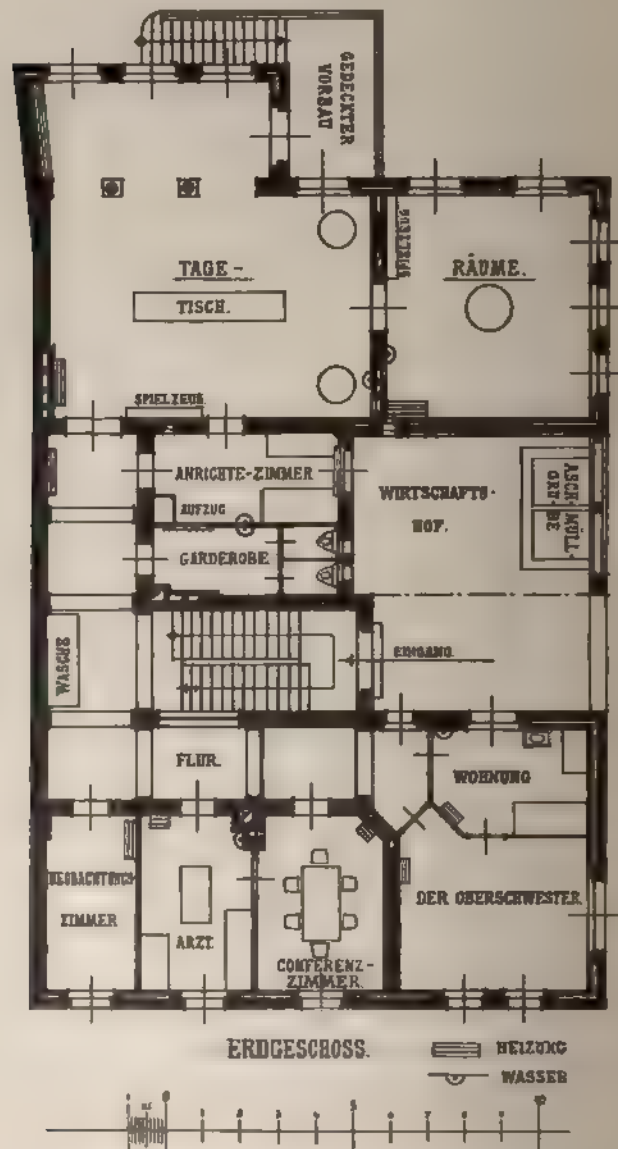 GEDECKTER
VORBAU
TAGE-
RÄUME.
TISCH.
SPIELZEUG
SPIELZEUG
ANRICHTE-ZIMMER
AUFZUG
GARDEROBE
WIRTSCHAFTS-
HOF.
ASCH-MÜLL-
GRUBE
WÄSCHE
EINGANG.
FLUR.
WOHNUNG
DER OBERSCHWESTER
BEOBACHTUNGS-
ZIMMER
ARZT.
CONFERENZ-
ZIMMER.
ERDGESCHOSS.
HEIZUNG
WASSER
0
1
2
3
4
5
6
7
8
9
10